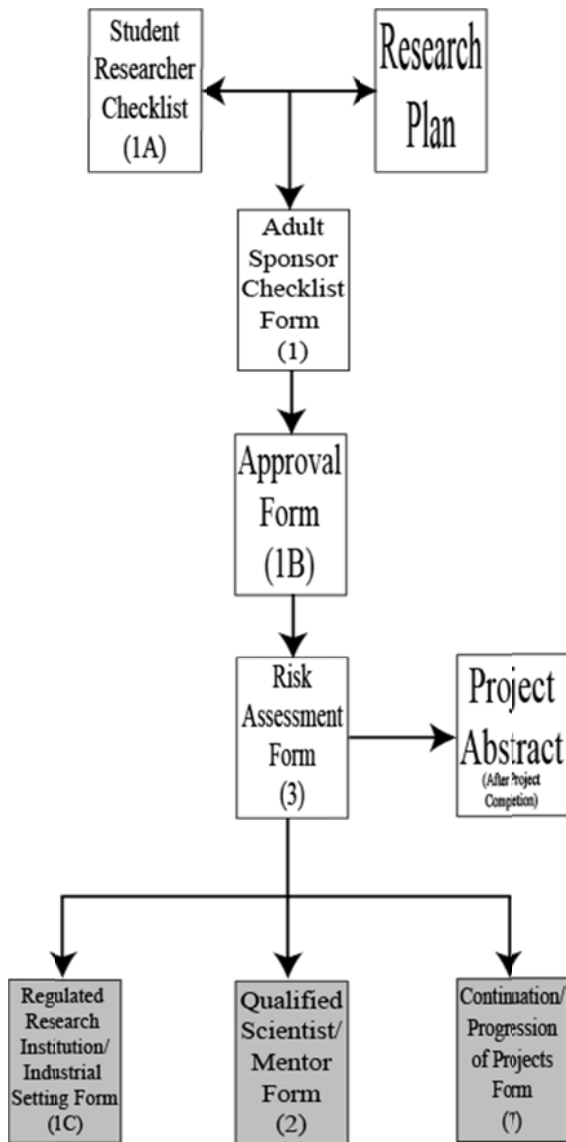 Student
Researcher
Checklist
(1A)
Research
Plan
Adult
Sponsor
Checklist
Form
(1)
Approval
Form
(1B)
Risk
Assessment
Form
(3)
Project
Abstract
(After Project
Completion)
Regulated
Research
Institution/
Industrial
Setting Form
(1C)
Qualified
Scientist/
Mentor
Form
(2)
Continuation/
Progression
of Projects
Form
(7)